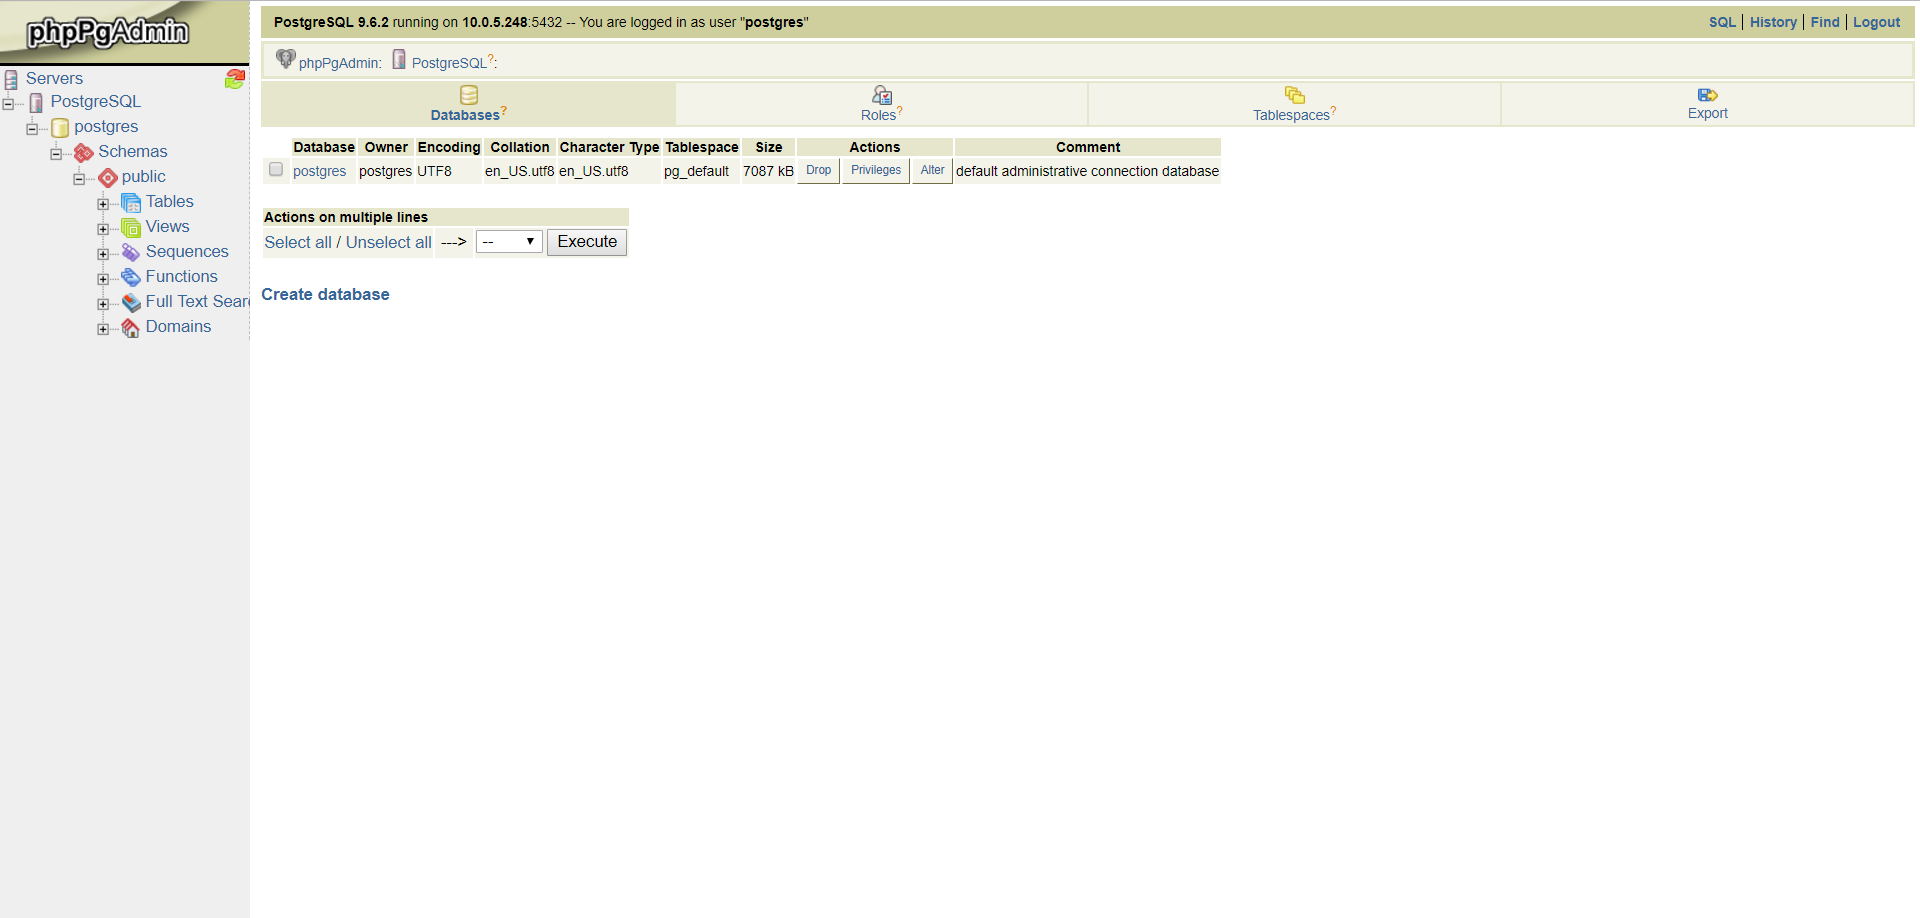 phpPgAdmin
Servers
PostgreSQL
postgres
Schemas
public
Tables
Views
Sequences
Functions
Full Text Sear
Domains
PostgreSQL 9.6.2 running on 10.0.5.248:5432 -- You are logged in as user "postgres"
SQL | History | Find | Logout
phpPgAdmin: PostgreSQL?:
Databases? Roles? Tablespaces? Export
Database Owner Encoding Collation Character Type Tablespace Size Actions Comment
postgres postgres UTF8 en_US.utf8 en_US.utf8 pg_default 7087 kB Drop Privileges Alter default administrative connection database
Actions on multiple lines
Select all / Unselect all ---> -- Execute
Create database